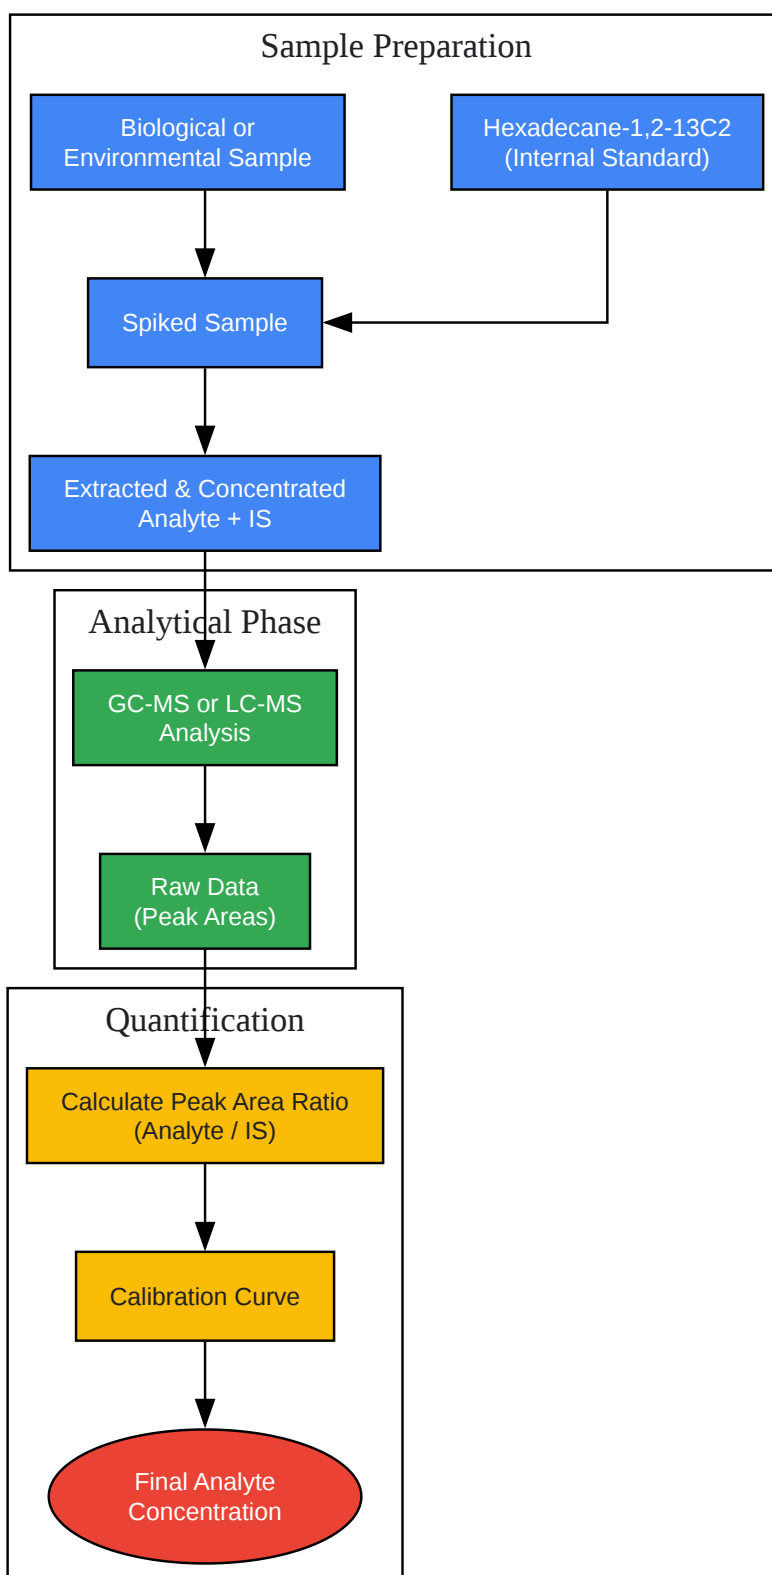 Sample Preparation
Biological or
Environmental Sample
Hexadecane-1,2-13C2
(Internal Standard)
Spiked Sample
Extracted & Concentrated
Analyte + IS
Analytical Phase
GC-MS or LC-MS
Analysis
Raw Data
(Peak Areas)
Quantification
Calculate Peak Area Ratio
(Analyte / IS)
Calibration Curve
Final Analyte
Concentration